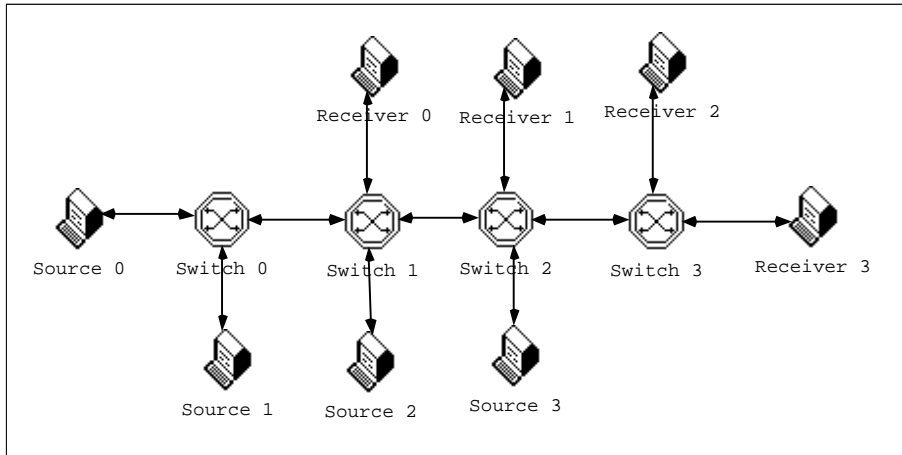 Receiver 0
Receiver 1
Receiver 2
Source 0
Switch 0
Switch 1
Switch 2
Switch 3
Receiver 3
Source 1
Source 2
Source 3